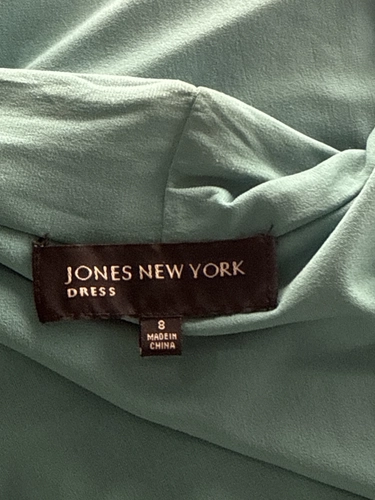 JONES NEW YORK
DRESS
8
MADE IN
CHINA